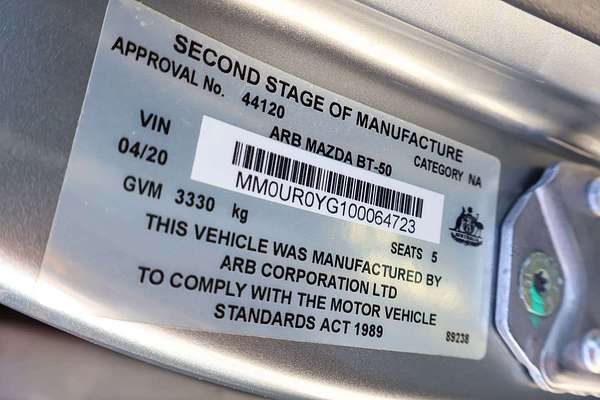 SECOND STAGE OF MANUFACTURE
APPROVAL No. 44120 CATEGORY NA
ARB MAZDA BT-50
VIN
MM0UR0YG100064723
04/20
GVM 3330 kg SEATS 5
THIS VEHICLE WAS MANUFACTURED BY
ARB CORPORATION LTD
TO COMPLY WITH THE MOTOR VEHICLE
STANDARDS ACT 1989
89238